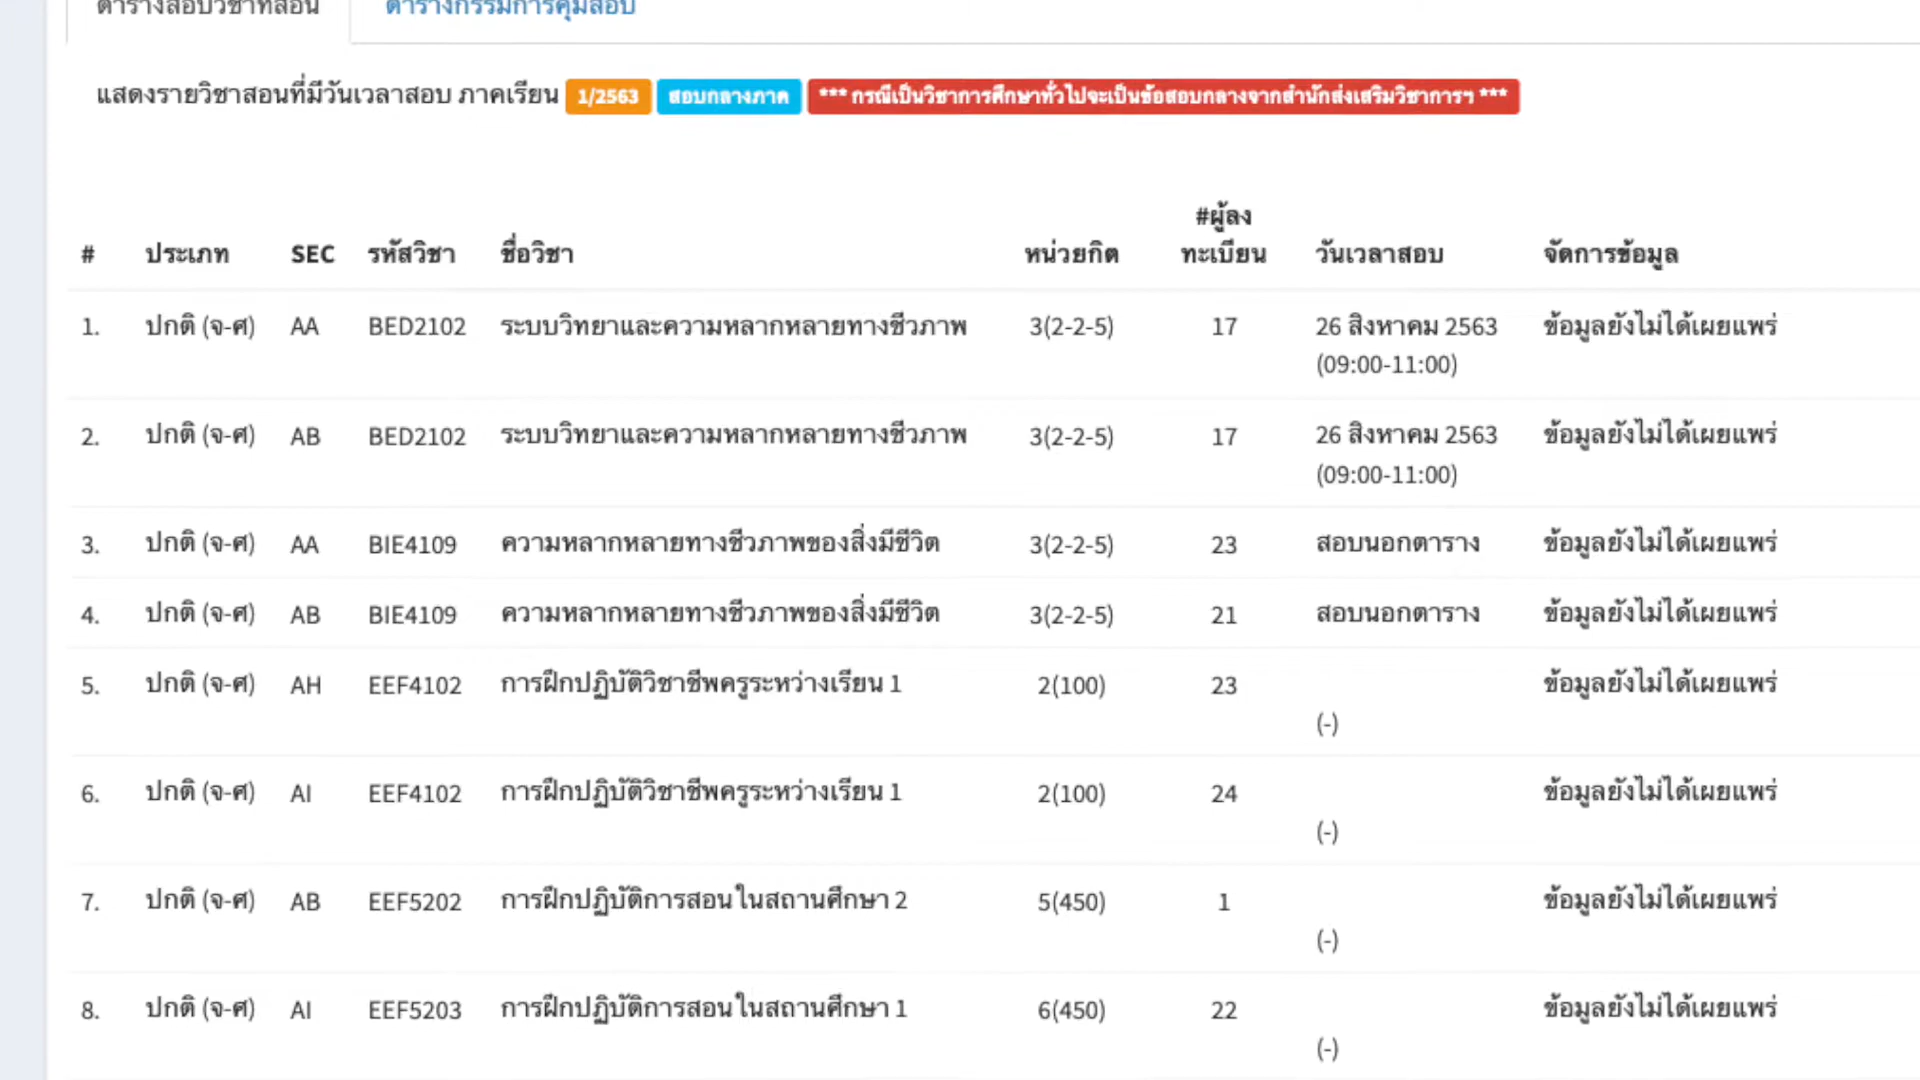 ตารางสอบวิชาที่สอน ตารางกรรมการคุมสอบ
แสดงรายวิชาสอนที่มีวันเวลาสอบ ภาคเรียน 1/2563 สอบกลางภาค *** กรณีเป็นวิชาการศึกษาทั่วไปจะเป็นข้อสอบกลางจากสำนักส่งเสริมวิชาการฯ ***
# ประเภท SEC รหัสวิชา ชื่อวิชา หน่วยกิต #ผู้ลงทะเบียน วันเวลาสอบ จัดการข้อมูล
1. ปกติ (จ-ศ) AA BED2102 ระบบวิทยาและความหลากหลายทางชีวภาพ 3(2-2-5) 17 26 สิงหาคม 2563 ข้อมูลยังไม่ได้เผยแพร่
(09:00-11:00)
2. ปกติ (จ-ศ) AB BED2102 ระบบวิทยาและความหลากหลายทางชีวภาพ 3(2-2-5) 17 26 สิงหาคม 2563 ข้อมูลยังไม่ได้เผยแพร่
(09:00-11:00)
3. ปกติ (จ-ศ) AA BIE4109 ความหลากหลายทางชีวภาพของสิ่งมีชีวิต 3(2-2-5) 23 สอบนอกตาราง ข้อมูลยังไม่ได้เผยแพร่
4. ปกติ (จ-ศ) AB BIE4109 ความหลากหลายทางชีวภาพของสิ่งมีชีวิต 3(2-2-5) 21 สอบนอกตาราง ข้อมูลยังไม่ได้เผยแพร่
5. ปกติ (จ-ศ) AH EEF4102 การฝึกปฏิบัติวิชาชีพครูระหว่างเรียน 1 2(100) 23 ข้อมูลยังไม่ได้เผยแพร่
(-)
6. ปกติ (จ-ศ) AI EEF4102 การฝึกปฏิบัติวิชาชีพครูระหว่างเรียน 1 2(100) 24 ข้อมูลยังไม่ได้เผยแพร่
(-)
7. ปกติ (จ-ศ) AB EEF5202 การฝึกปฏิบัติการสอนในสถานศึกษา 2 5(450) 1 ข้อมูลยังไม่ได้เผยแพร่
(-)
8. ปกติ (จ-ศ) AI EEF5203 การฝึกปฏิบัติการสอนในสถานศึกษา 1 6(450) 22 ข้อมูลยังไม่ได้เผยแพร่
(-)